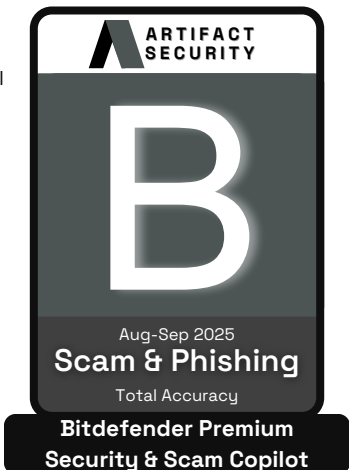 ARTIFACT
SECURITY
l
B
Aug-Sep 2025
Scam & Phishing
Total Accuracy
Bitdefender Premium
Security & Scam Copilot